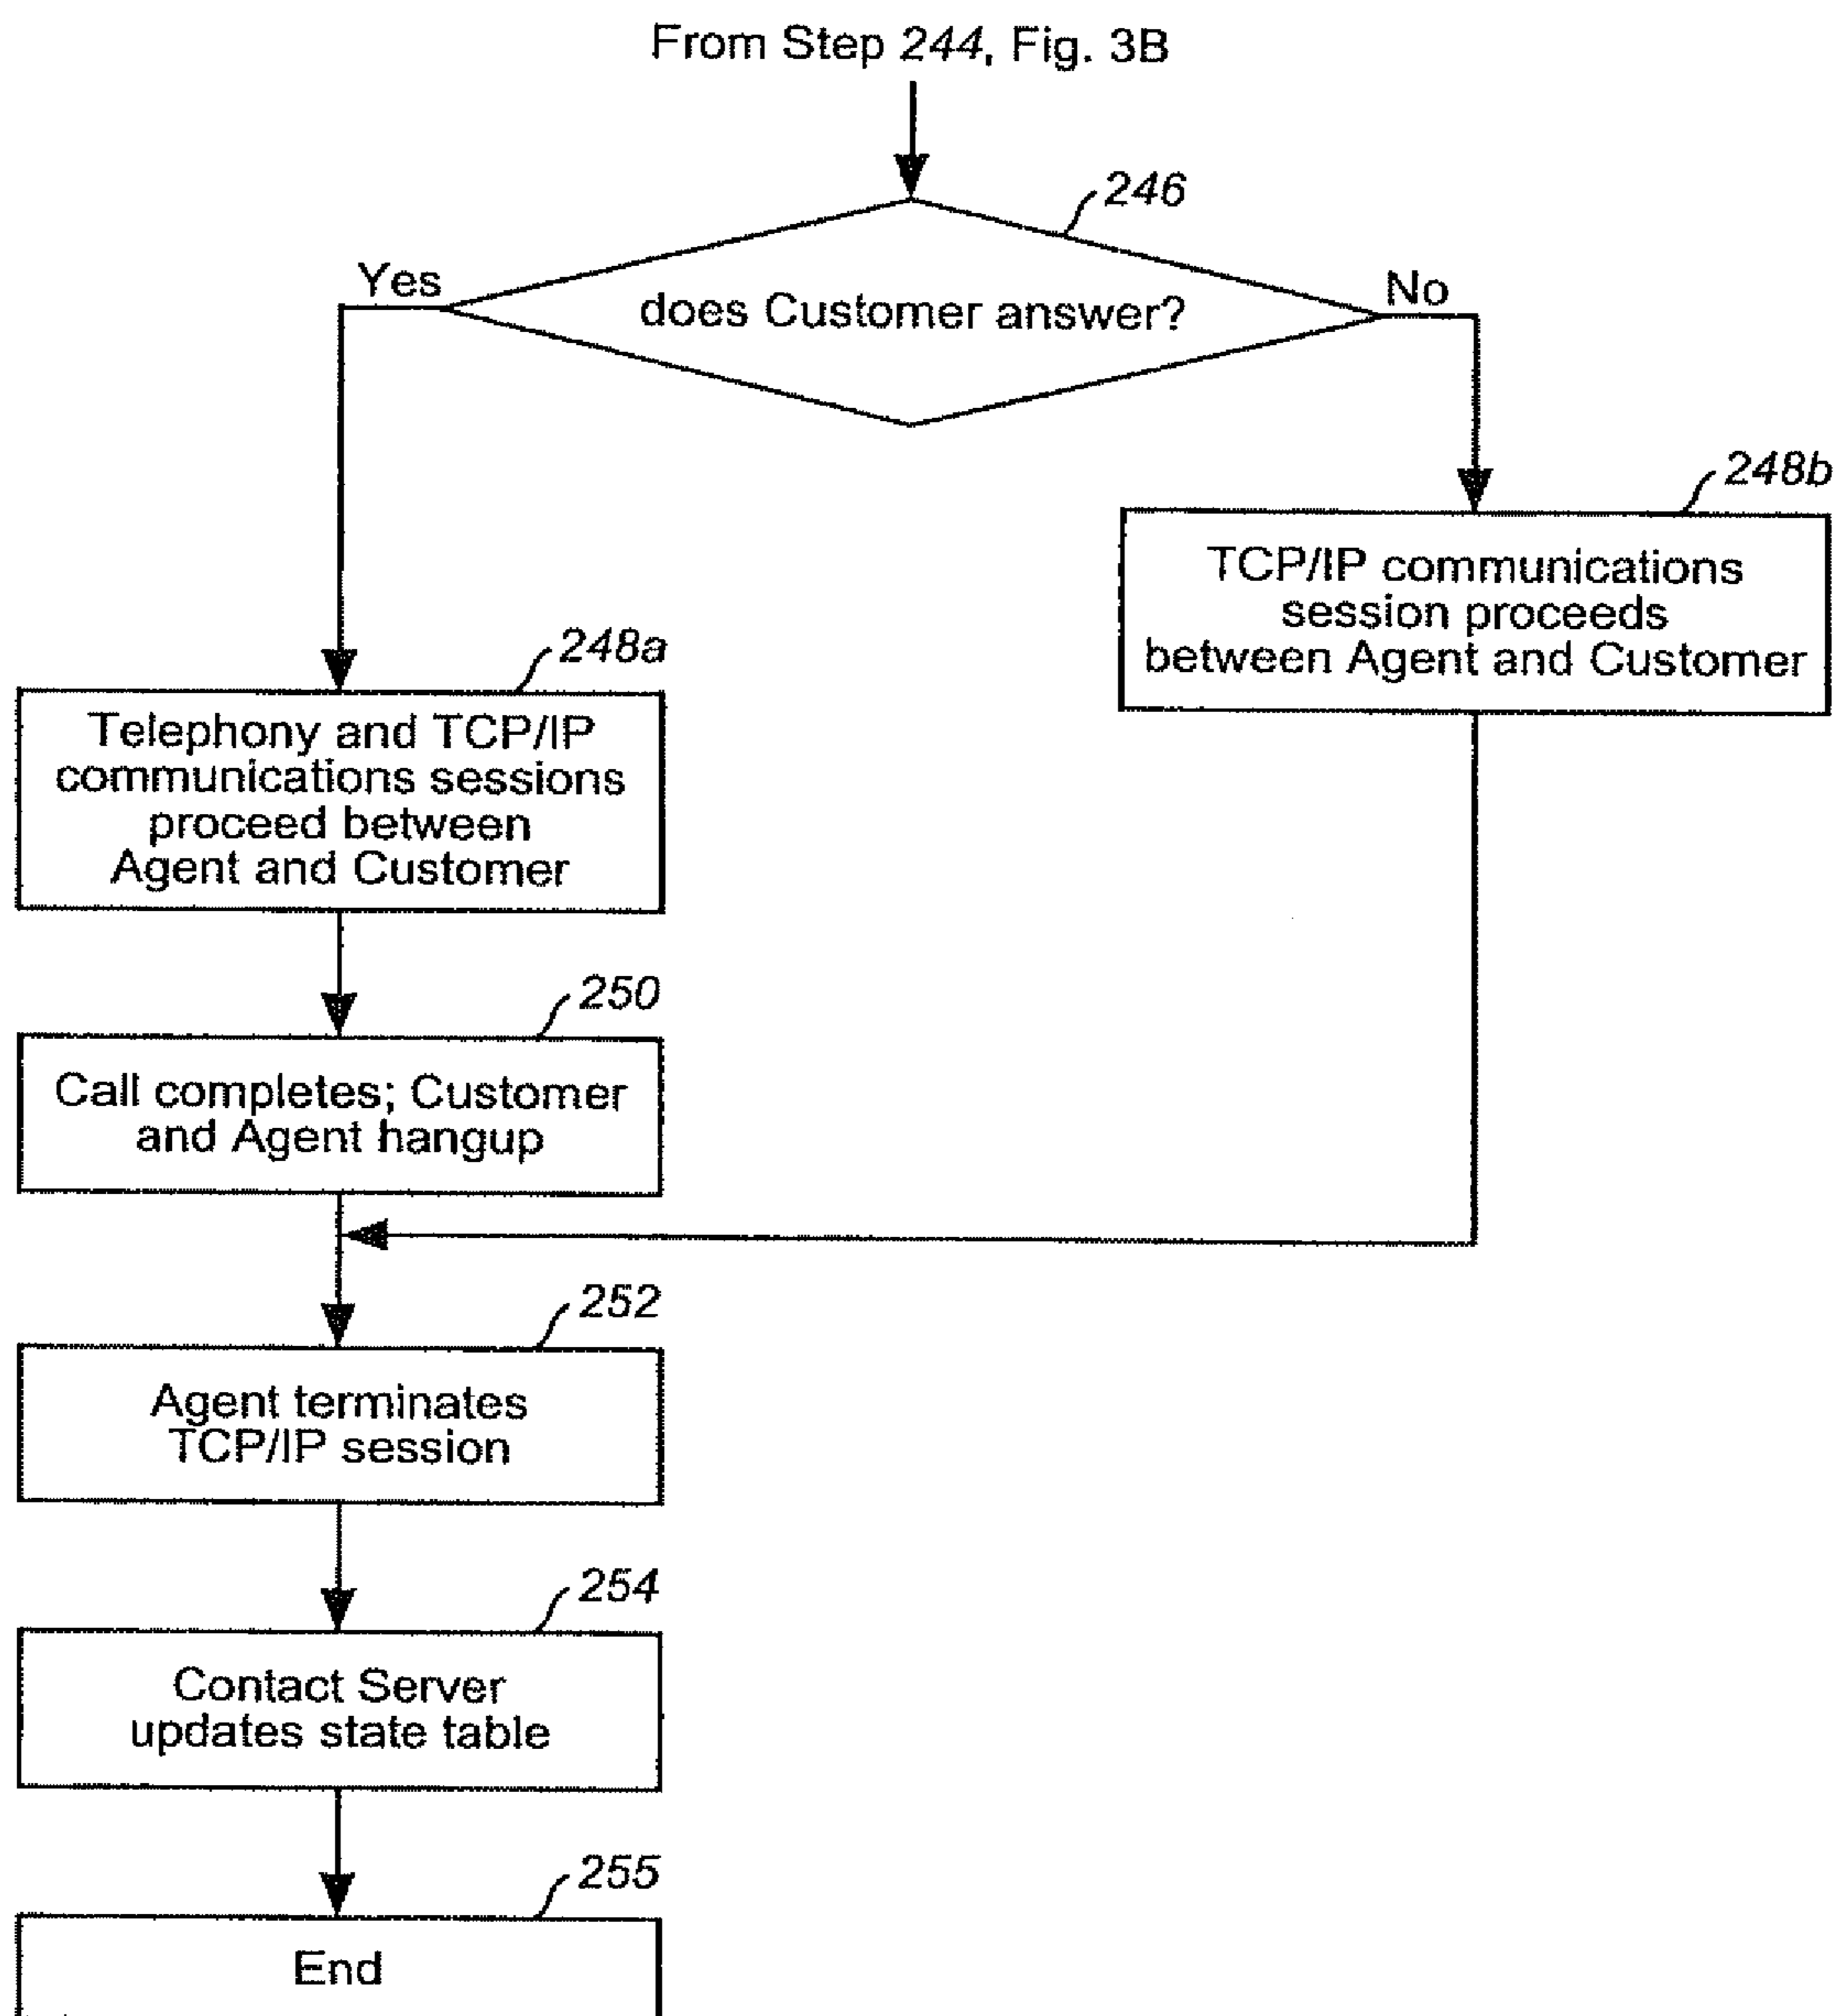 From Step 244, Fig. 3B
246
Yes
does Customer answer?
No
248b
TCP/IP communications
session proceeds
between Agent and Customer
248a
Telephony and TCP/IP
communications sessions
proceed between
Agent and Customer
250
Call completes; Customer
and Agent hangup
252
Agent terminates
TCP/IP session
254
Contact Server
updates state table
255
End